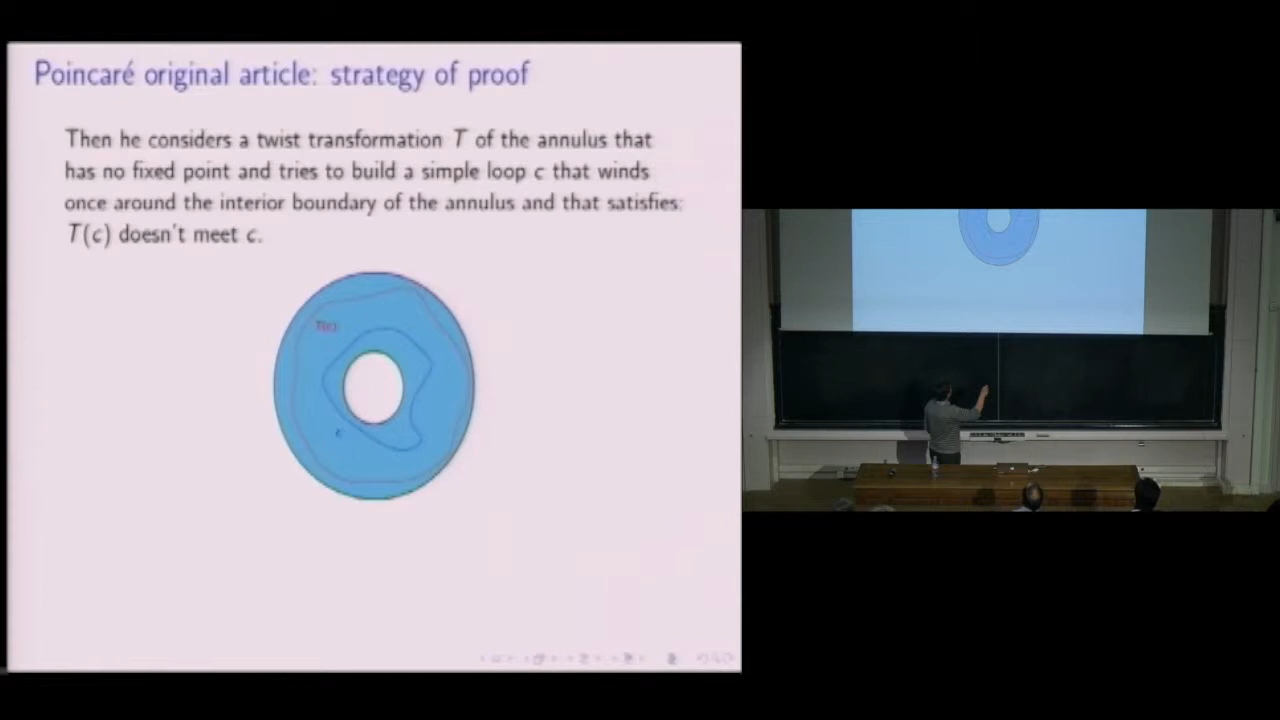 Poincaré original article: strategy of proof
Then he considers a twist transformation T of the annulus that
has no fixed point and tries to build a simple loop c that winds
once around the interior boundary of the annulus and that satisfies:
T(c) doesn't meet c.
T(c)
c